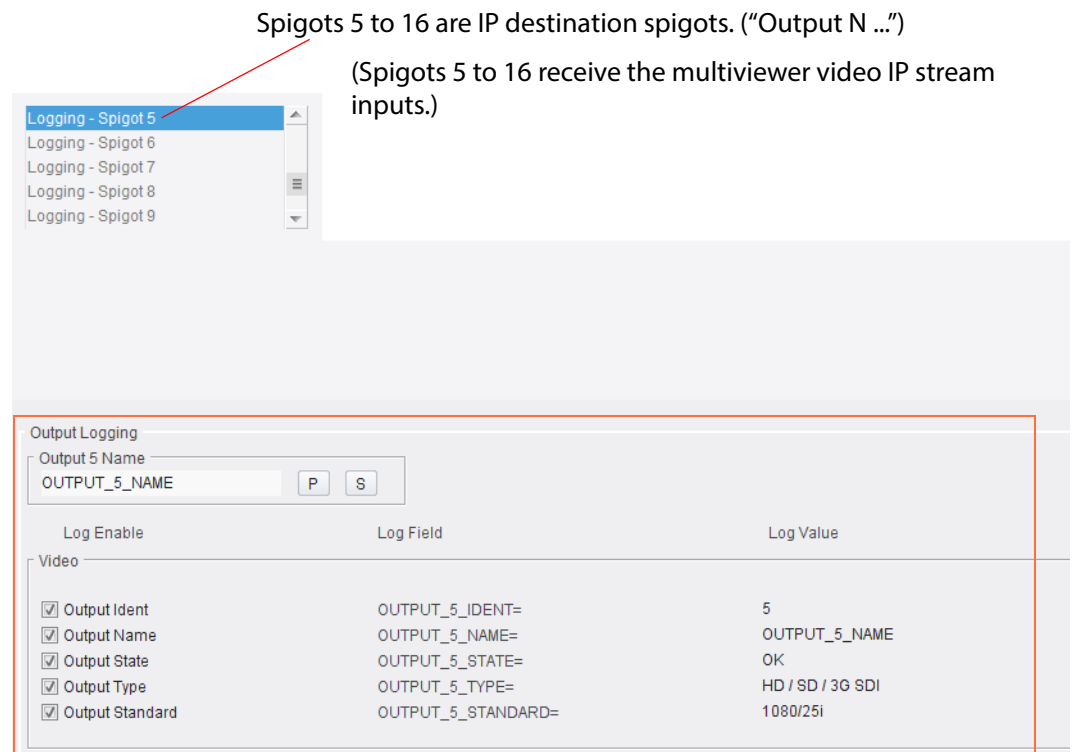 Spigots 5 to 16 are IP destination spigots. (“Output N ...”)
(Spigots 5 to 16 receive the multiviewer video IP stream
inputs.)
Logging - Spigot 5
Logging - Spigot 6
Logging - Spigot 7
Logging - Spigot 8
Logging - Spigot 9
Output Logging
Output 5 Name
OUTPUT_5_NAME P S
Log Enable Log Field Log Value
Video
Output Ident OUTPUT_5_IDENT= 5
Output Name OUTPUT_5_NAME= OUTPUT_5_NAME
Output State OUTPUT_5_STATE= OK
Output Type OUTPUT_5_TYPE= HD / SD / 3G SDI
Output Standard OUTPUT_5_STANDARD= 1080/25i